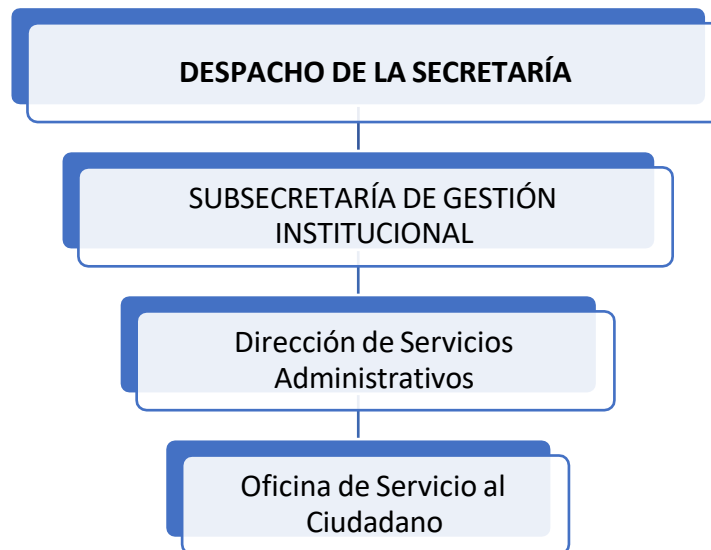 DESPACHO DE LA SECRETARÍA
SUBSECRETARÍA DE GESTIÓN
INSTITUCIONAL
Dirección de Servicios
Administrativos
Oficina de Servicio al
Ciudadano